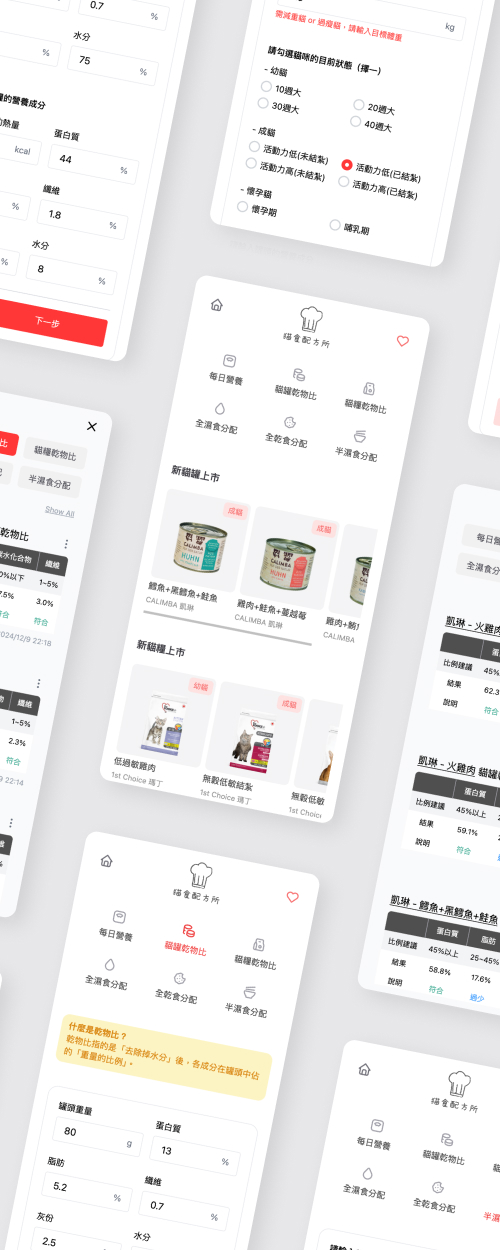 0.7
%
%
水分
75
%
的營養成分
熱量
kcal
蛋白質
44
%
%
纖維
1.8
%
%
水分
8
%
下一步
kg
需減重貓 or 過瘦貓，請輸入目標體重
請勾選貓咪的目前狀態（擇一）
- 幼貓
10週大
20週大
30週大
40週大
- 成貓
活動力低(未結紮)
活動力低(已結紮)
活動力高(未結紮)
活動力高(已結紮)
- 懷孕貓
懷孕期
哺乳期
貓食配方所
每日營養
貓罐乾物比
貓糧乾物比
全濕食分配
全乾食分配
半濕食分配
新貓罐上市
成貓
成貓
CALIMBA
HUHN
CALIMBA
HUHN
鱈魚+黑鱈魚+鮭魚
CALIMBA 凱琳
雞肉+鮭魚+蔓越莓
CALIMBA 凱琳
雞肉+鮪
CALIMBA
新貓糧上市
幼貓
成貓
低過敏雞肉
1st Choice 瑪丁
無穀低敏結紮
1st Choice 瑪丁
無穀低敏
1st Choic
比
貓糧乾物比
半濕食分配
Show All
乾物比
碳水化合物
纖維
0%以下
1~5%
7.5%
3.0%
符合
符合
2024/12/9 22:18
纖維
1~5%
2.3%
符合
22:14
每日營
全濕食分
凱琳 - 火雞肉
蛋
比例建議
45%
結果
62.3
說明
符合
凱琳 - 火雞肉 貓罐
蛋白質
比例建議
45%以上
結果
59.1%
說明
符合
凱琳 - 鱈魚+黑鱈魚+鮭魚
蛋白質
脂肪
比例建議
45%以上
25~45%
結果
58.8%
17.6%
說明
符合
過少
貓食配方所
每日營養
貓罐乾物比
貓糧乾物比
全濕食分配
全乾食分配
半濕食分配
什麼是乾物比？
乾物比指的是「去除掉水分」後，各成分在罐頭中佔
的「重量的比例」。
罐頭重量
80
g
蛋白質
13
%
脂肪
5.2
%
纖維
0.7
%
灰份
2.5
水分
貓食配方所
每日營養
貓罐乾物比
全濕食分配
全乾食分配
半濕